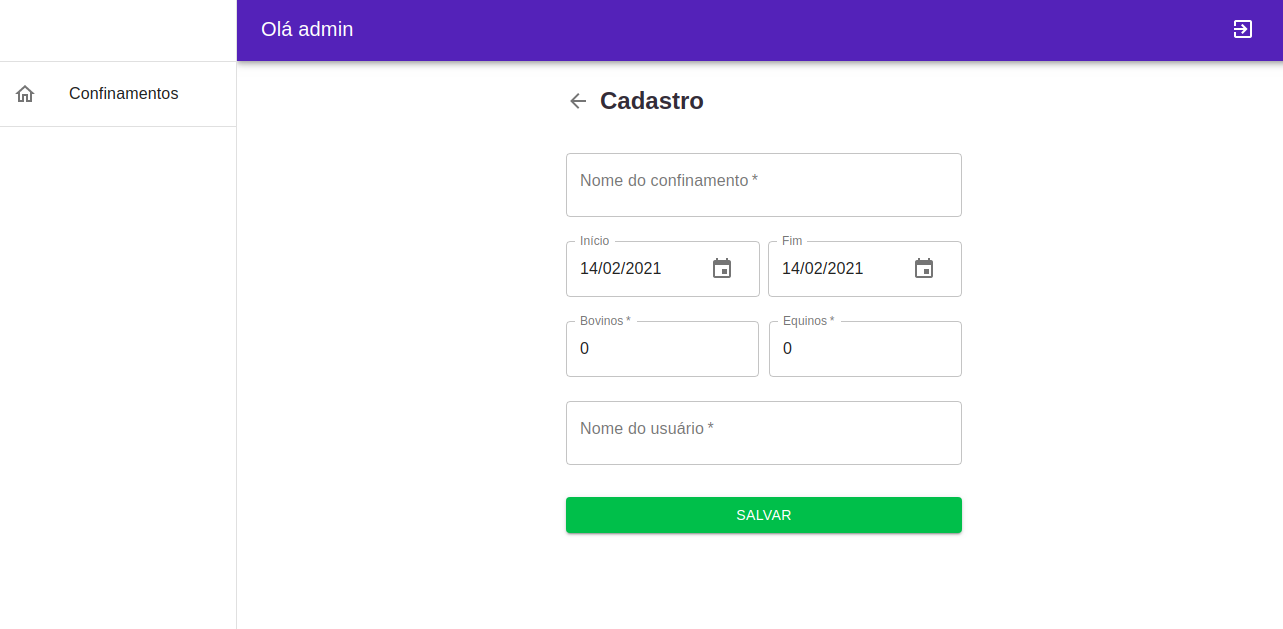 Olá admin
Confinamentos
Cadastro
Nome do confinamento *
Início
Fim
14/02/2021
14/02/2021
Bovinos *
Equinos *
0
0
Nome do usuário *
SALVAR